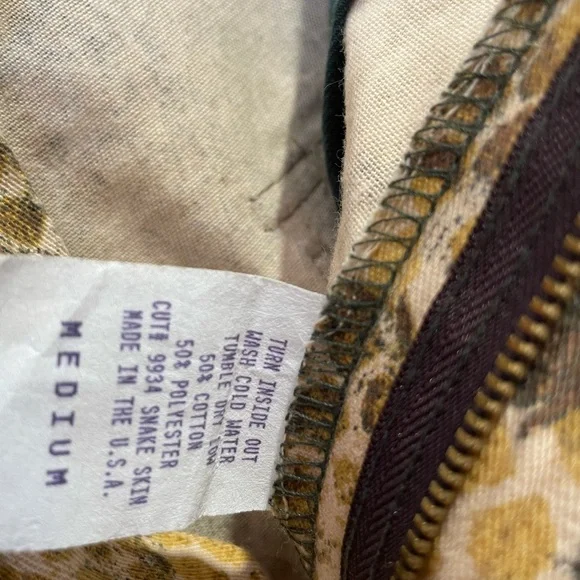 TURN INSIDE OUT
WASH COLD WATER
TUMBLE DRY LOW
50% COTTON
50% POLYESTER
CUT# 9934 SNAKE SKIN
MADE IN THE U.S.A.
MEDIUM